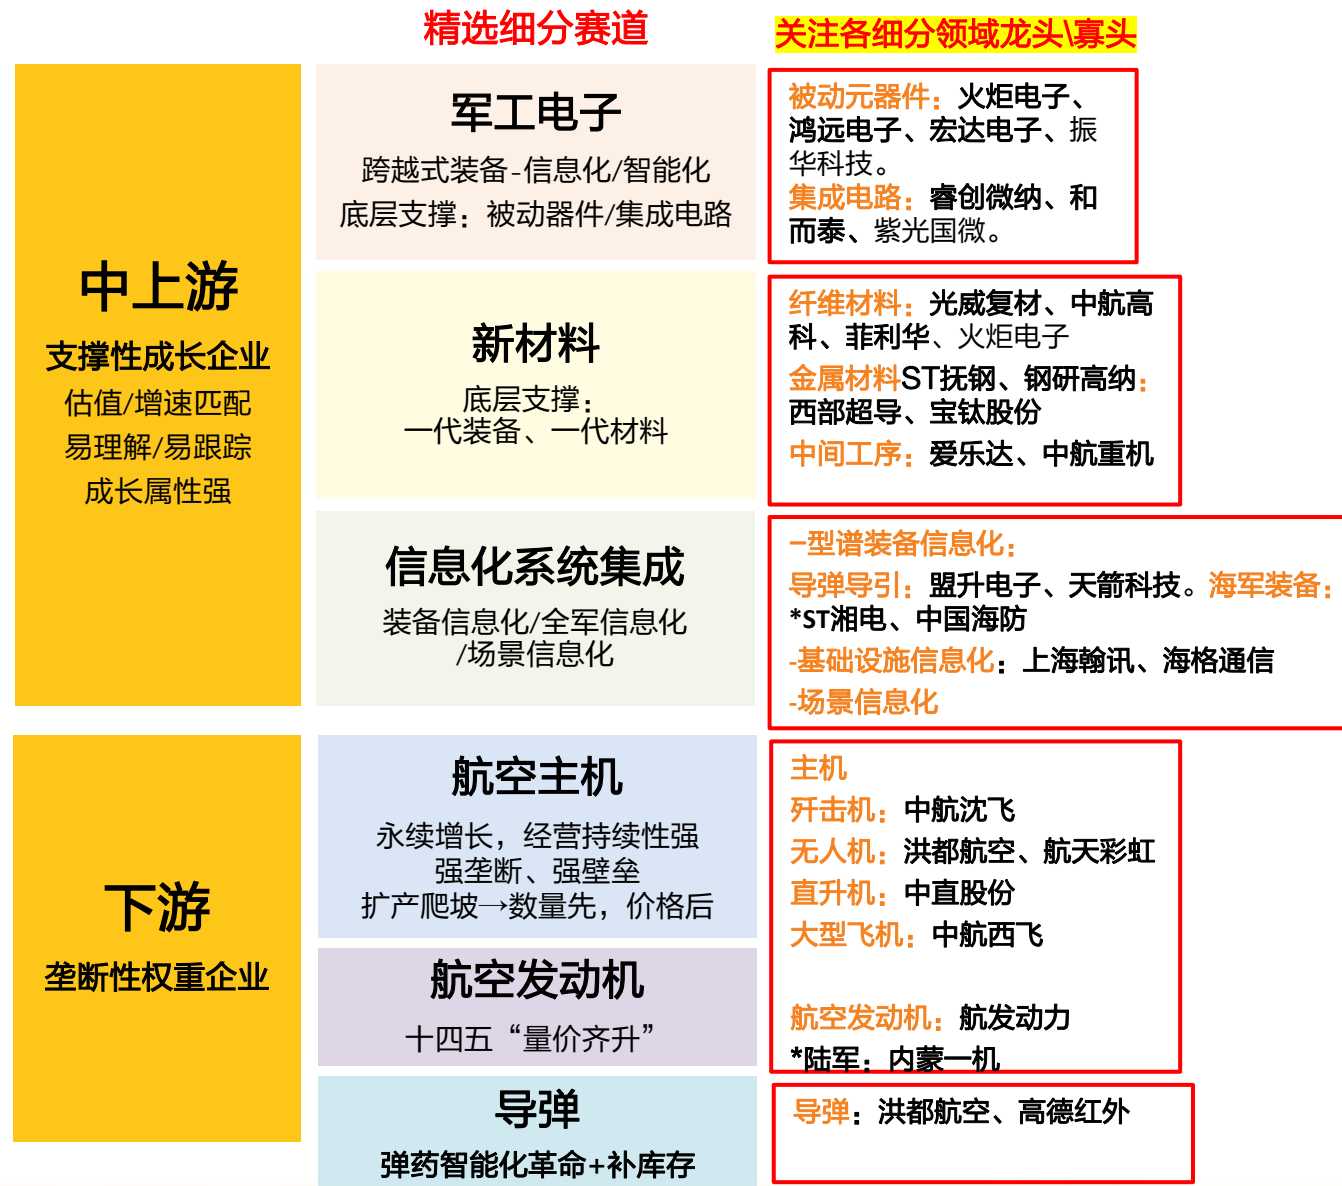 精选细分赛道
关注各细分领域龙头\寡头
中上游
支撑性成长企业
估值/增速匹配
易理解/易跟踪
成长属性强
军工电子
跨越式装备-信息化/智能化
底层支撑：被动器件/集成电路
被动元器件：火炬电子、
鸿远电子、宏达电子、振
华科技。
集成电路：睿创微纳、和
而泰、紫光国微。
新材料
底层支撑：
一代装备、一代材料
纤维材料：光威复材、中航高
科、菲利华、火炬电子
金属材料ST抚钢、钢研高纳：
西部超导、宝钛股份
中间工序：爱乐达、中航重机
信息化系统集成
装备信息化/全军信息化
/场景信息化
–型谱装备信息化：
导弹导引：盟升电子、天箭科技。海军装备：
*ST湘电、中国海防
-基础设施信息化：上海翰讯、海格通信
-场景信息化
下游
垄断性权重企业
航空主机
永续增长，经营持续性强
强垄断、强壁垒
扩产爬坡→数量先，价格后
主机
歼击机：中航沈飞
无人机：洪都航空、航天彩虹
直升机：中直股份
大型飞机：中航西飞
航空发动机
十四五“量价齐升”
航空发动机：航发动力
*陆军：内蒙一机
导弹
弹药智能化革命+补库存
导弹：洪都航空、高德红外